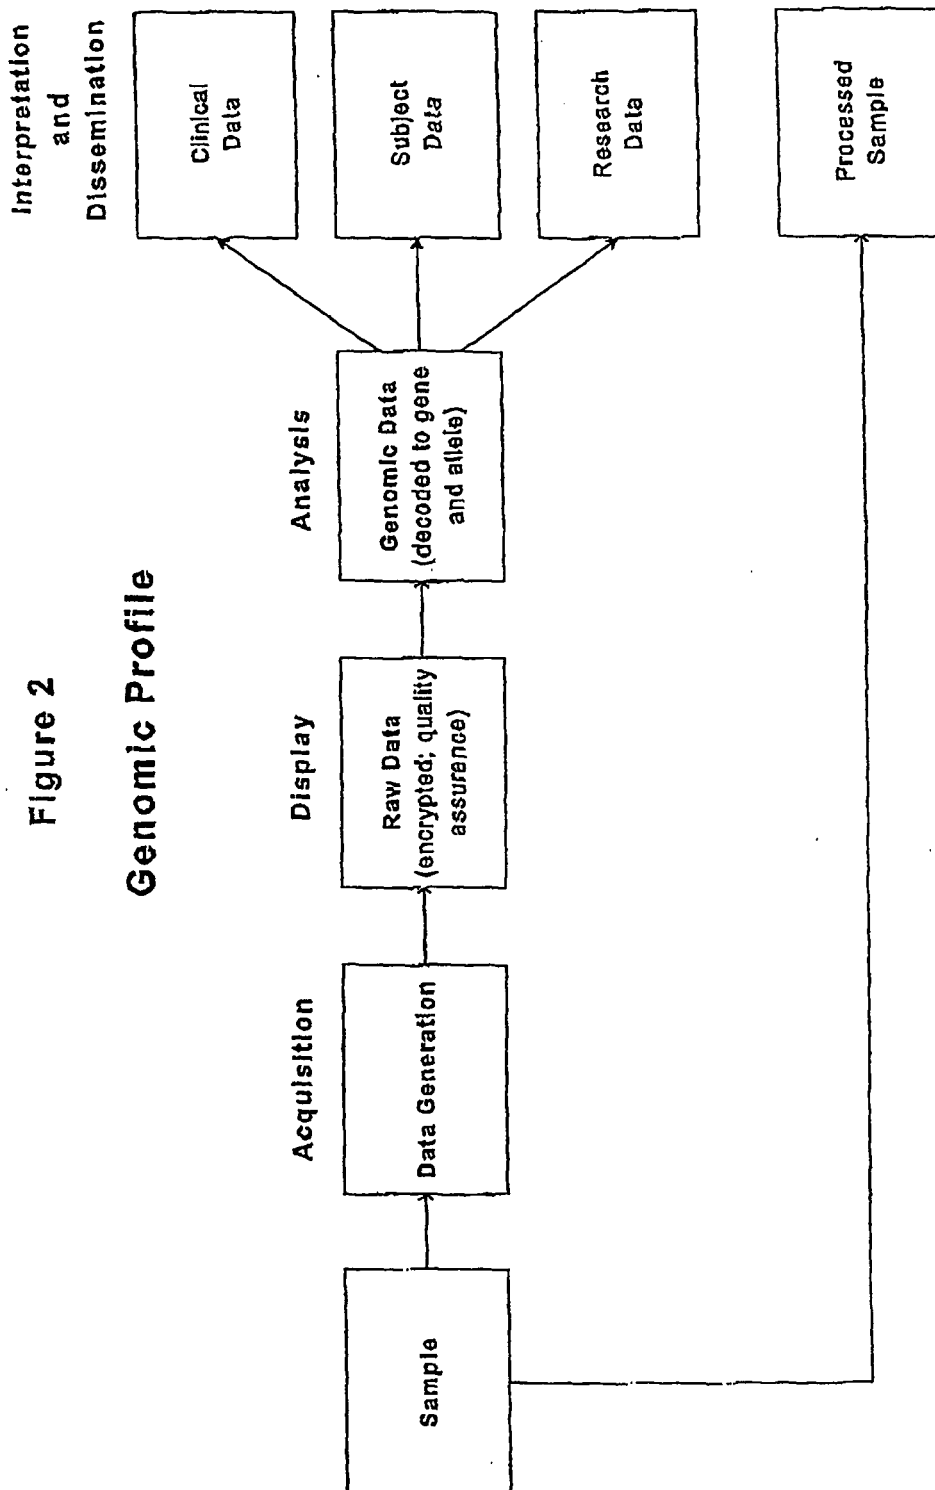 Figure 2
Genomic Profile
Acquisition
Display
Analysis
Interpretation
and
Dissemination
Sample
Data Generation
Raw Data
(encrypted; quality
assurence)
Genomic Data
(decoded to gene
and allele)
Clinical
Data
Subject
Data
Research
Data
Processed
Sample